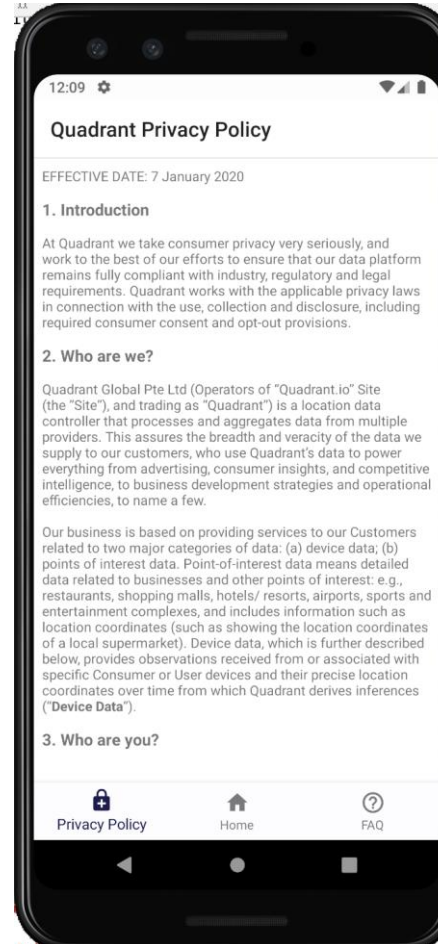 12:09
Quadrant Privacy Policy
EFFECTIVE DATE: 7 January 2020
1. Introduction
At Quadrant we take consumer privacy very seriously, and
work to the best of our efforts to ensure that our data platform
remains fully compliant with industry, regulatory and legal
requirements. Quadrant works with the applicable privacy laws
in connection with the use, collection and disclosure, including
required consumer consent and opt-out provisions.
2. Who are we?
Quadrant Global Pte Ltd (Operators of “Quadrant.io” Site
(the “Site”), and trading as “Quadrant”) is a location data
controller that processes and aggregates data from multiple
providers. This assures the breadth and veracity of the data we
supply to our customers, who use Quadrant’s data to power
everything from advertising, consumer insights, and competitive
intelligence, to business development strategies and operational
efficiencies, to name a few.
Our business is based on providing services to our Customers
related to two major categories of data: (a) device data; (b)
points of interest data. Point-of-interest data means detailed
data related to businesses and other points of interest: e.g.,
restaurants, shopping malls, hotels/ resorts, airports, sports and
entertainment complexes, and includes information such as
location coordinates (such as showing the location coordinates
of a local supermarket). Device data, which is further described
below, provides observations received from or associated with
specific Consumer or User devices and their precise location
coordinates over time from which Quadrant derives inferences
(“Device Data”).
3. Who are you?
Privacy Policy
Home
FAQ